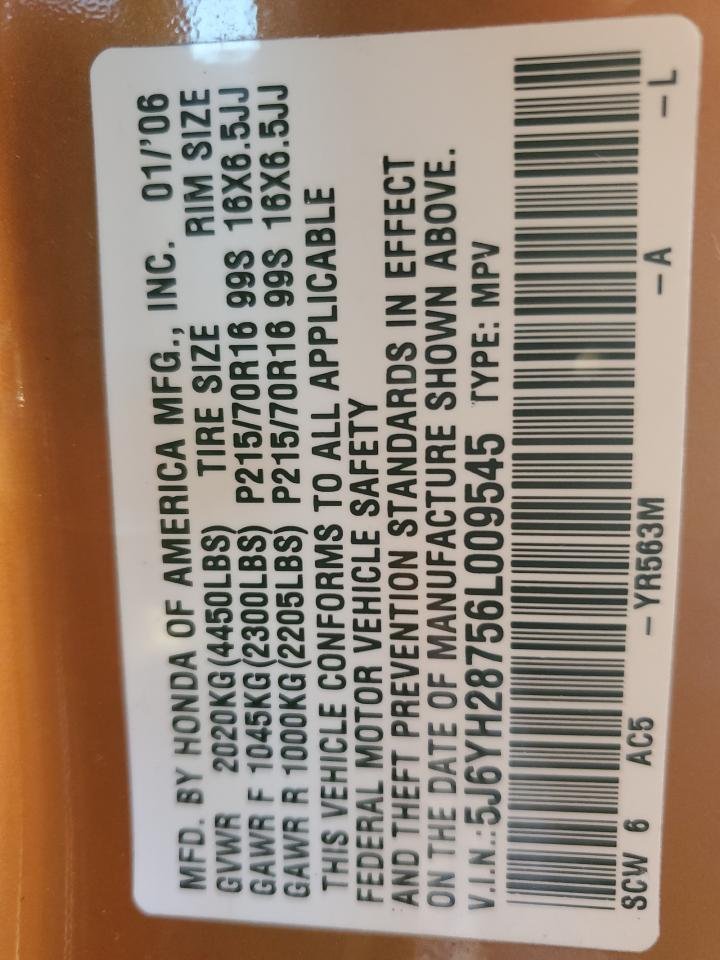 MFD. BY HONDA OF AMERICA MFG., INC. 01/'06
GVWR 2020KG(4450LBS) TIRE SIZE RIM SIZE
GAWR F 1045KG(2300LBS) P215/70R16 99S 16X6.5JJ
GAWR R 1000KG(2205LBS) P215/70R16 99S 16X6.5JJ
THIS VEHICLE CONFORMS TO ALL APPLICABLE
FEDERAL MOTOR VEHICLE SAFETY
AND THEFT PREVENTION STANDARDS IN EFFECT
ON THE DATE OF MANUFACTURE SHOWN ABOVE.
V.I.N.: 5J6YH28756L009545 TYPE: MPV
SCW 6 AC5 – YR563M – A – L